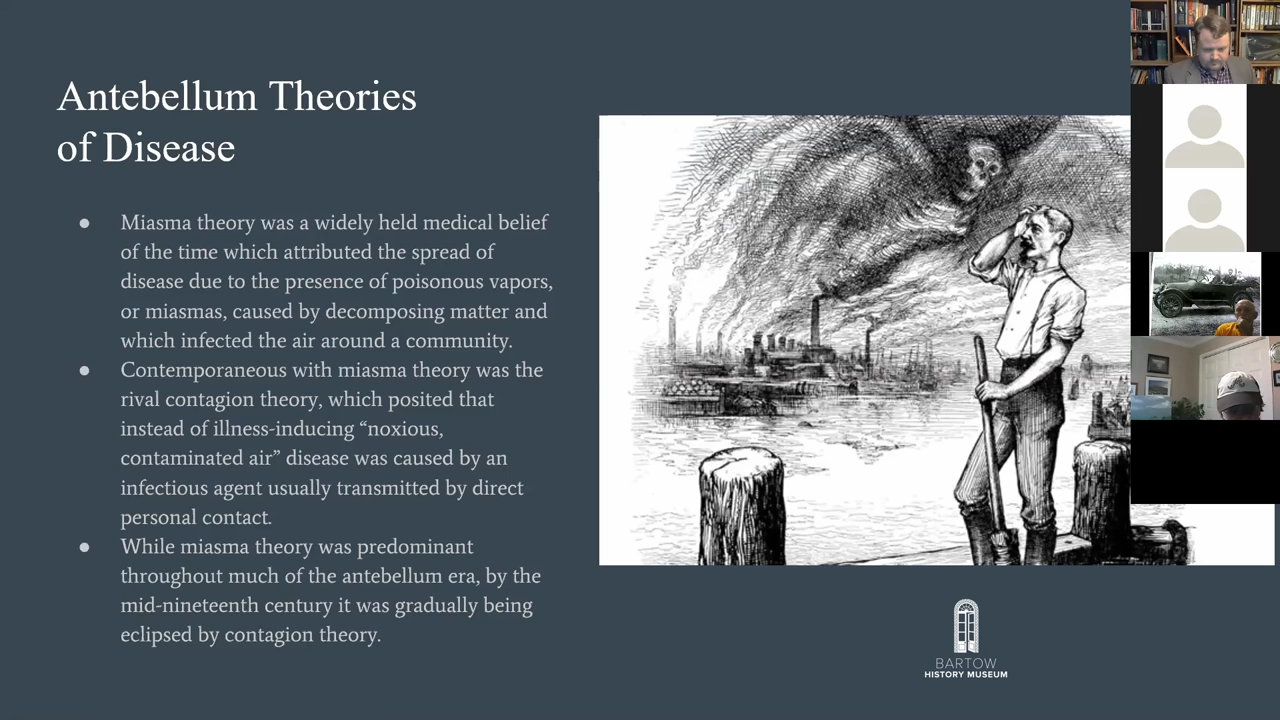 Antebellum Theories
of Disease
● Miasma theory was a widely held medical belief
of the time which attributed the spread of
disease due to the presence of poisonous vapors,
or miasmas, caused by decomposing matter and
which infected the air around a community.
● Contemporaneous with miasma theory was the
rival contagion theory, which posited that
instead of illness-inducing “noxious,
contaminated air” disease was caused by an
infectious agent usually transmitted by direct
personal contact.
● While miasma theory was predominant
throughout much of the antebellum era, by the
mid-nineteenth century it was gradually being
eclipsed by contagion theory.
BARTOW
HISTORY MUSEUM